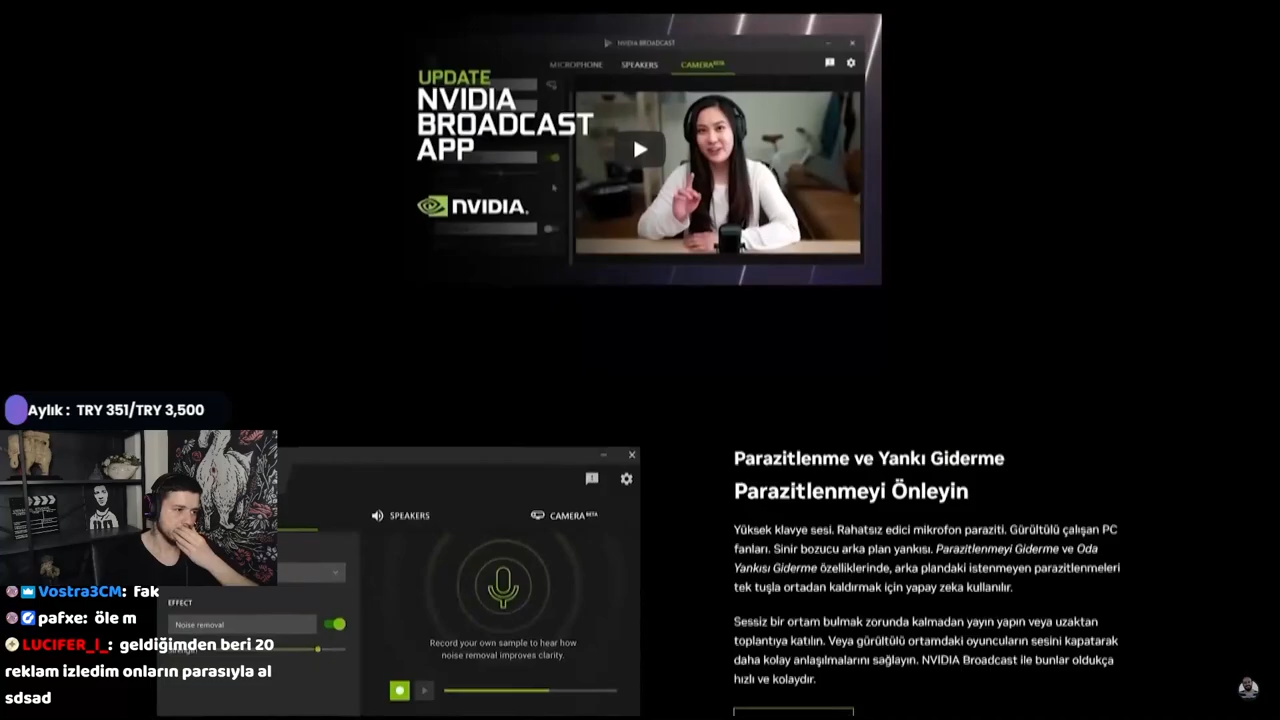 NVIDIA BROADCAST
MICROPHONE SPEAKERS CAMERA BETA
UPDATE
NVIDIA
BROADCAST
APP
NVIDIA.
Aylık : TRY 351/TRY 3,500
SPEAKERS CAMERA BETA
EFFECT
Noise removal
Strength
Record your own sample to hear how
noise removal improves clarity.
Vostra3CM: fak
pafxe: öle m
LUCIFER_l_: geldiğimden beri 20
reklam izledim onların parasıyla al
sdsad
Parazitlenme ve Yankı Giderme
Parazitlenmeyi Önleyin
Yüksek klavye sesi. Rahatsız edici mikrofon paraziti. Gürültülü çalışan PC
fanları. Sinir bozucu arka plan yankısı. Parazitlenmeyi Giderme ve Oda
Yankısı Giderme özelliklerinde, arka plandaki istenmeyen parazitlenmeleri
tek tuşla ortadan kaldırmak için yapay zeka kullanılır.
Sessiz bir ortam bulmak zorunda kalmadan yayın yapın veya uzaktan
toplantıya katılın. Veya gürültülü ortamdaki oyuncuların sesini kapatarak
daha kolay anlaşılmalarını sağlayın. NVIDIA Broadcast ile bunlar oldukça
hızlı ve kolaydır.